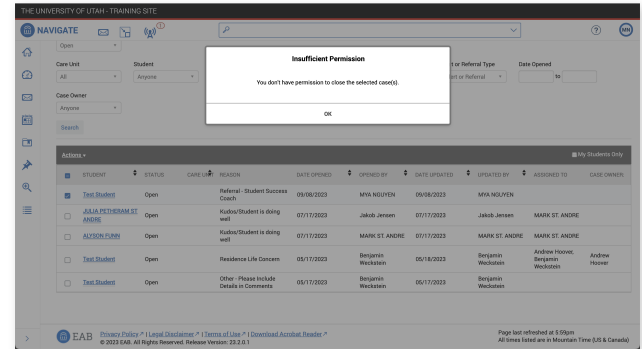 THE UNIVERSITY OF UTAH - TRAINING SITE
NAVIGATE
MN
Open
Care Unit
Student
Insufficient Permission
rt or Referral Type
Date Opened
All
Anyone
You don't have permission to close the selected case(s).
ert or Referral
to
Case Owner
Anyone
OK
Search
Actions
My Students Only
STUDENT STATUS CARE UNIT REASON DATE OPENED OPENED BY DATE UPDATED UPDATED BY ASSIGNED TO CASE OWNER
Test Student Open Referral - Student Success Coach 09/08/2023 MYA NGUYEN 09/08/2023 MYA NGUYEN
JULIA PETHERAM ST. ANDRE Open Kudos/Student is doing well 07/17/2023 Jakob Jensen 07/17/2023 Jakob Jensen MARK ST. ANDRE
ALYSON FUNN Open Kudos/Student is doing well 07/17/2023 MARK ST. ANDRE 07/17/2023 MARK ST. ANDRE MARK ST. ANDRE
Test Student Open Residence Life Concern 05/17/2023 Benjamin Weckstein 05/18/2023 Benjamin Weckstein Andrew Hoover, Benjamin Weckstein Andrew Hoover
Test Student Open Other - Please Include Details in Comments 05/17/2023 Benjamin Weckstein 05/17/2023 Benjamin Weckstein
EAB
Privacy Policy | Legal Disclaimer | Terms of Use | Download Acrobat Reader
© 2023 EAB. All Rights Reserved. Release Version: 23.2.0.1
Page last refreshed at 5:59pm
All times listed are in Mountain Time (US & Canada)